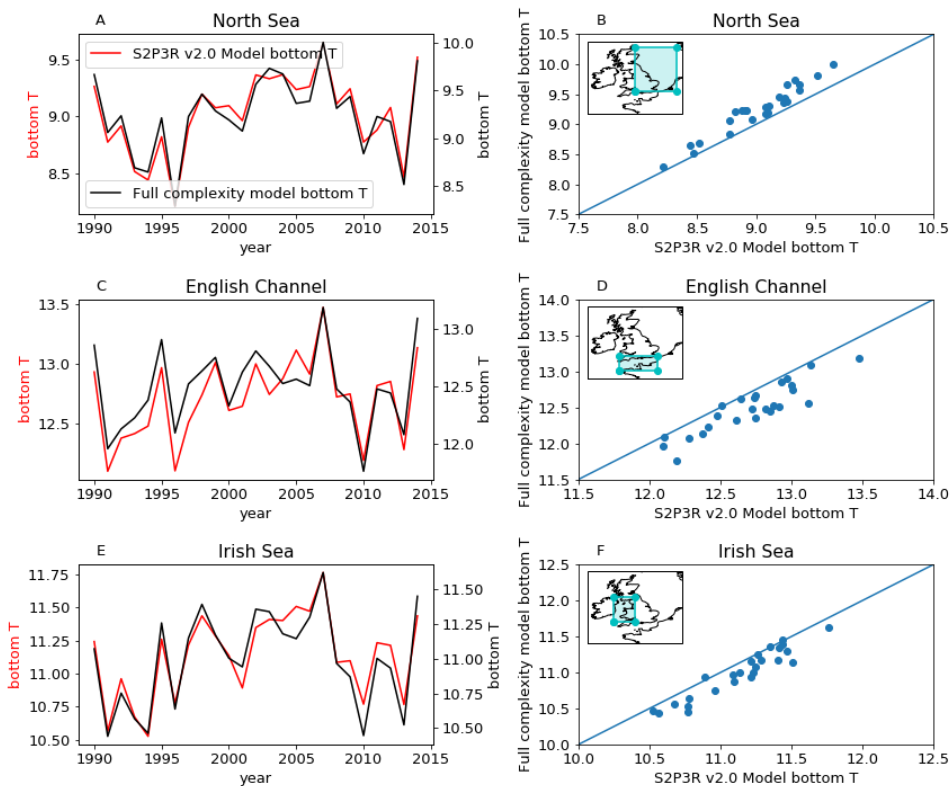 A
North Sea
S2P3R v2.0 Model bottom T
Full complexity model bottom T
bottom T
9.5
9.0
8.5
10.0
9.5
9.0
8.5
bottom T
1990 1995 2000 2005 2010 2015
year
B
North Sea
Full complexity model bottom T
10.5
10.0
9.5
9.0
8.5
8.0
7.5
7.5 8.0 8.5 9.0 9.5 10.0 10.5
S2P3R v2.0 Model bottom T
C
English Channel
bottom T
13.5
13.0
12.5
13.0
12.5
12.0
bottom T
1990 1995 2000 2005 2010 2015
year
D
English Channel
Full complexity model bottom T
14.0
13.5
13.0
12.5
12.0
11.5
11.5 12.0 12.5 13.0 13.5 14.0
S2P3R v2.0 Model bottom T
E
Irish Sea
bottom T
11.75
11.50
11.25
11.00
10.75
10.50
11.50
11.25
11.00
10.75
10.50
bottom T
1990 1995 2000 2005 2010 2015
year
F
Irish Sea
Full complexity model bottom T
12.5
12.0
11.5
11.0
10.5
10.0
10.0 10.5 11.0 11.5 12.0 12.5
S2P3R v2.0 Model bottom T